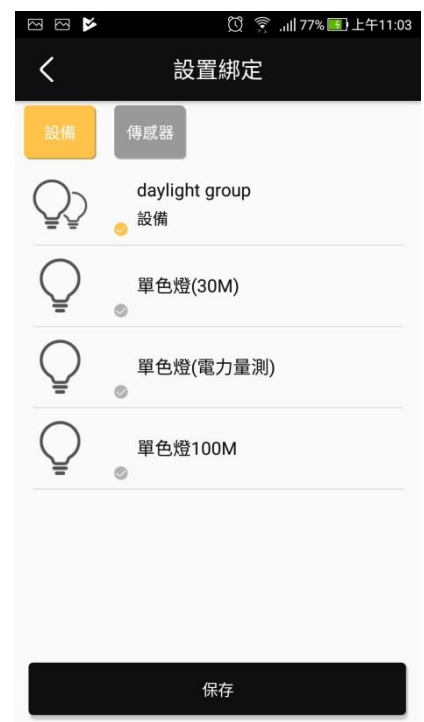 77% 上午11:03
設置綁定
設備 傳感器
daylight group
設備
單色燈(30M)
單色燈(電力量測)
單色燈100M
保存